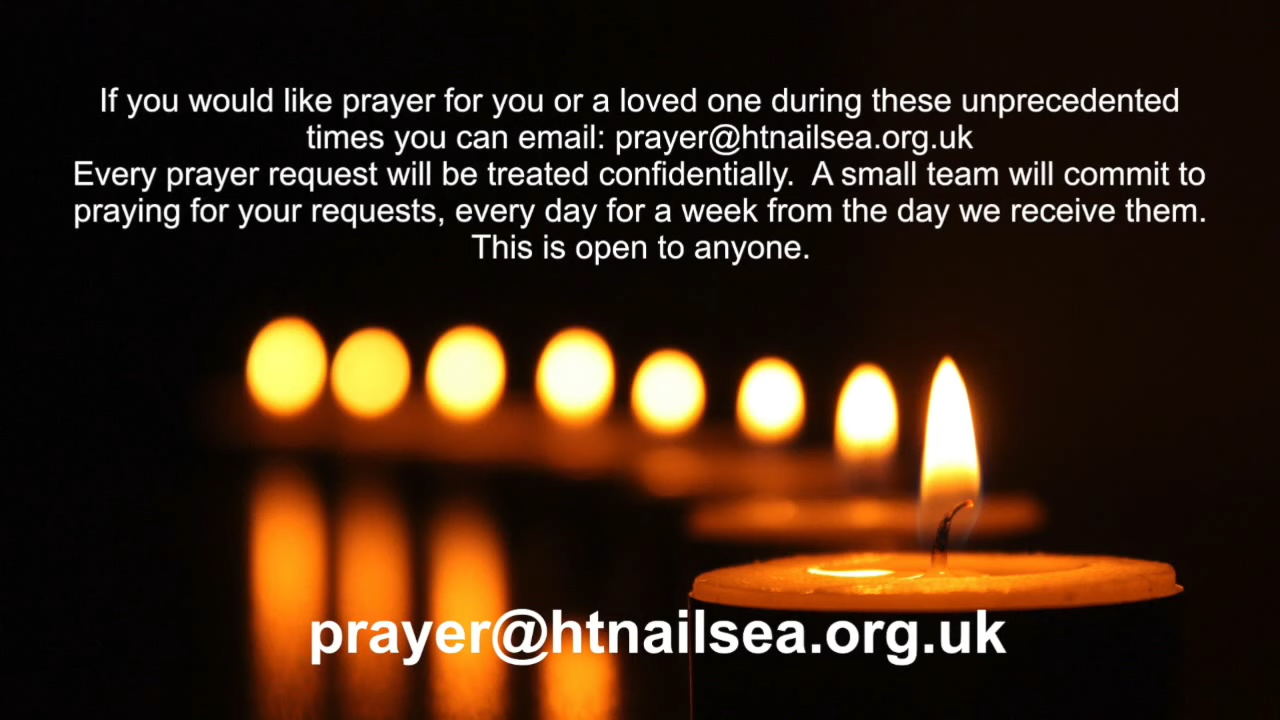 If you would like prayer for you or a loved one during these unprecedented
times you can email: prayer@htnailsea.org.uk
Every prayer request will be treated confidentially.  A small team will commit to
praying for your requests, every day for a week from the day we receive them.
This is open to anyone.
prayer@htnailsea.org.uk